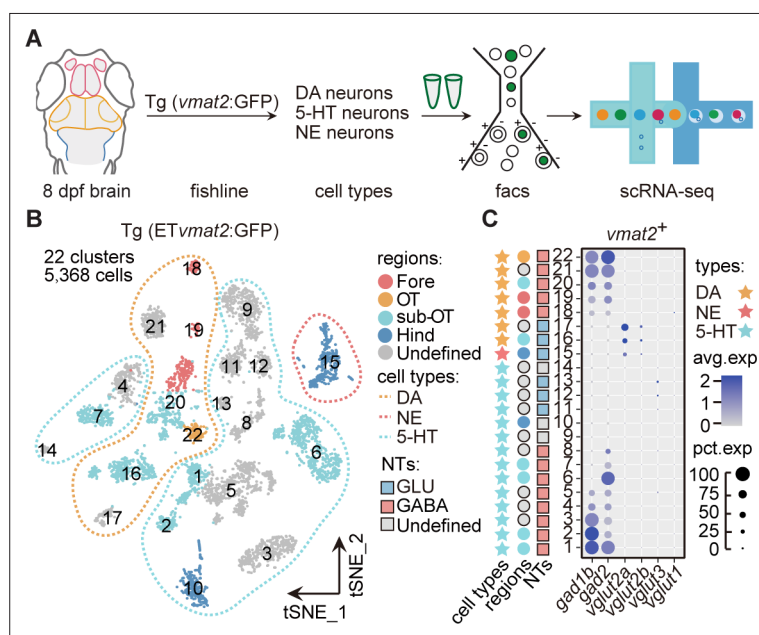 A
Tg (vmat2:GFP)
DA neurons
5-HT neurons
NE neurons
8 dpf brain
fishline
cell types
facs
scRNA-seq
B
Tg (ETvmat2:GFP)
22 clusters
5,368 cells
18
21
19
9
4
11
12
15
7
20
13
14
22
8
6
16
1
5
17
2
3
10
tSNE_1
tSNE_2
regions:
Fore
OT
sub-OT
Hind
Undefined
cell types:
DA
NE
5-HT
NTs:
GLU
GABA
Undefined
C
vmat2+
22
21
20
19
18
17
16
15
14
13
12
11
10
9
8
7
6
5
4
3
2
1
cell types
regions
NTs
gad1b
gad2
vglut2a
vglut2b
vglut3
vglut1
types:
DA
NE
5-HT
avg.exp
2
1
0
pct.exp
100
75
50
25
0